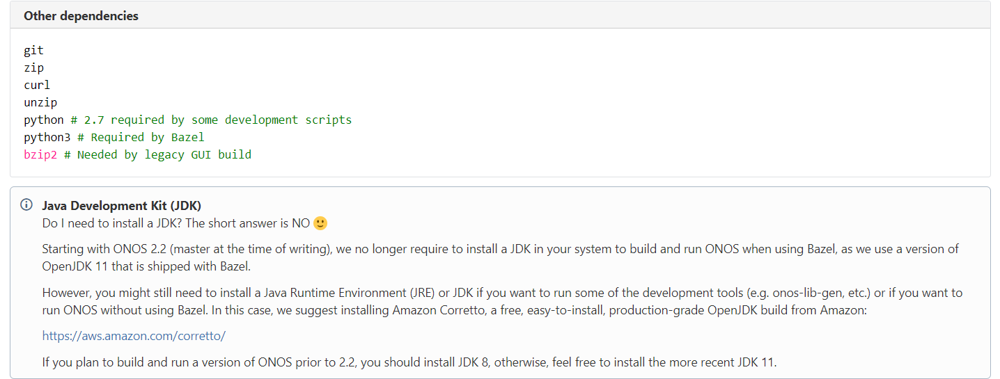 Other dependencies
git
zip
curl
unzip
python # 2.7 required by some development scripts
python3 # Required by Bazel
bzip2 # Needed by legacy GUI build
Java Development Kit (JDK)
Do I need to install a JDK? The short answer is NO 🙂
Starting with ONOS 2.2 (master at the time of writing), we no longer require to install a JDK in your system to build and run ONOS when using Bazel, as we use a version of
OpenJDK 11 that is shipped with Bazel.
However, you might still need to install a Java Runtime Environment (JRE) or JDK if you want to run some of the development tools (e.g. onos-lib-gen, etc.) or if you want to
run ONOS without using Bazel. In this case, we suggest installing Amazon Corretto, a free, easy-to-install, production-grade OpenJDK build from Amazon:
https://aws.amazon.com/corretto/
If you plan to build and run a version of ONOS prior to 2.2, you should install JDK 8, otherwise, feel free to install the more recent JDK 11.